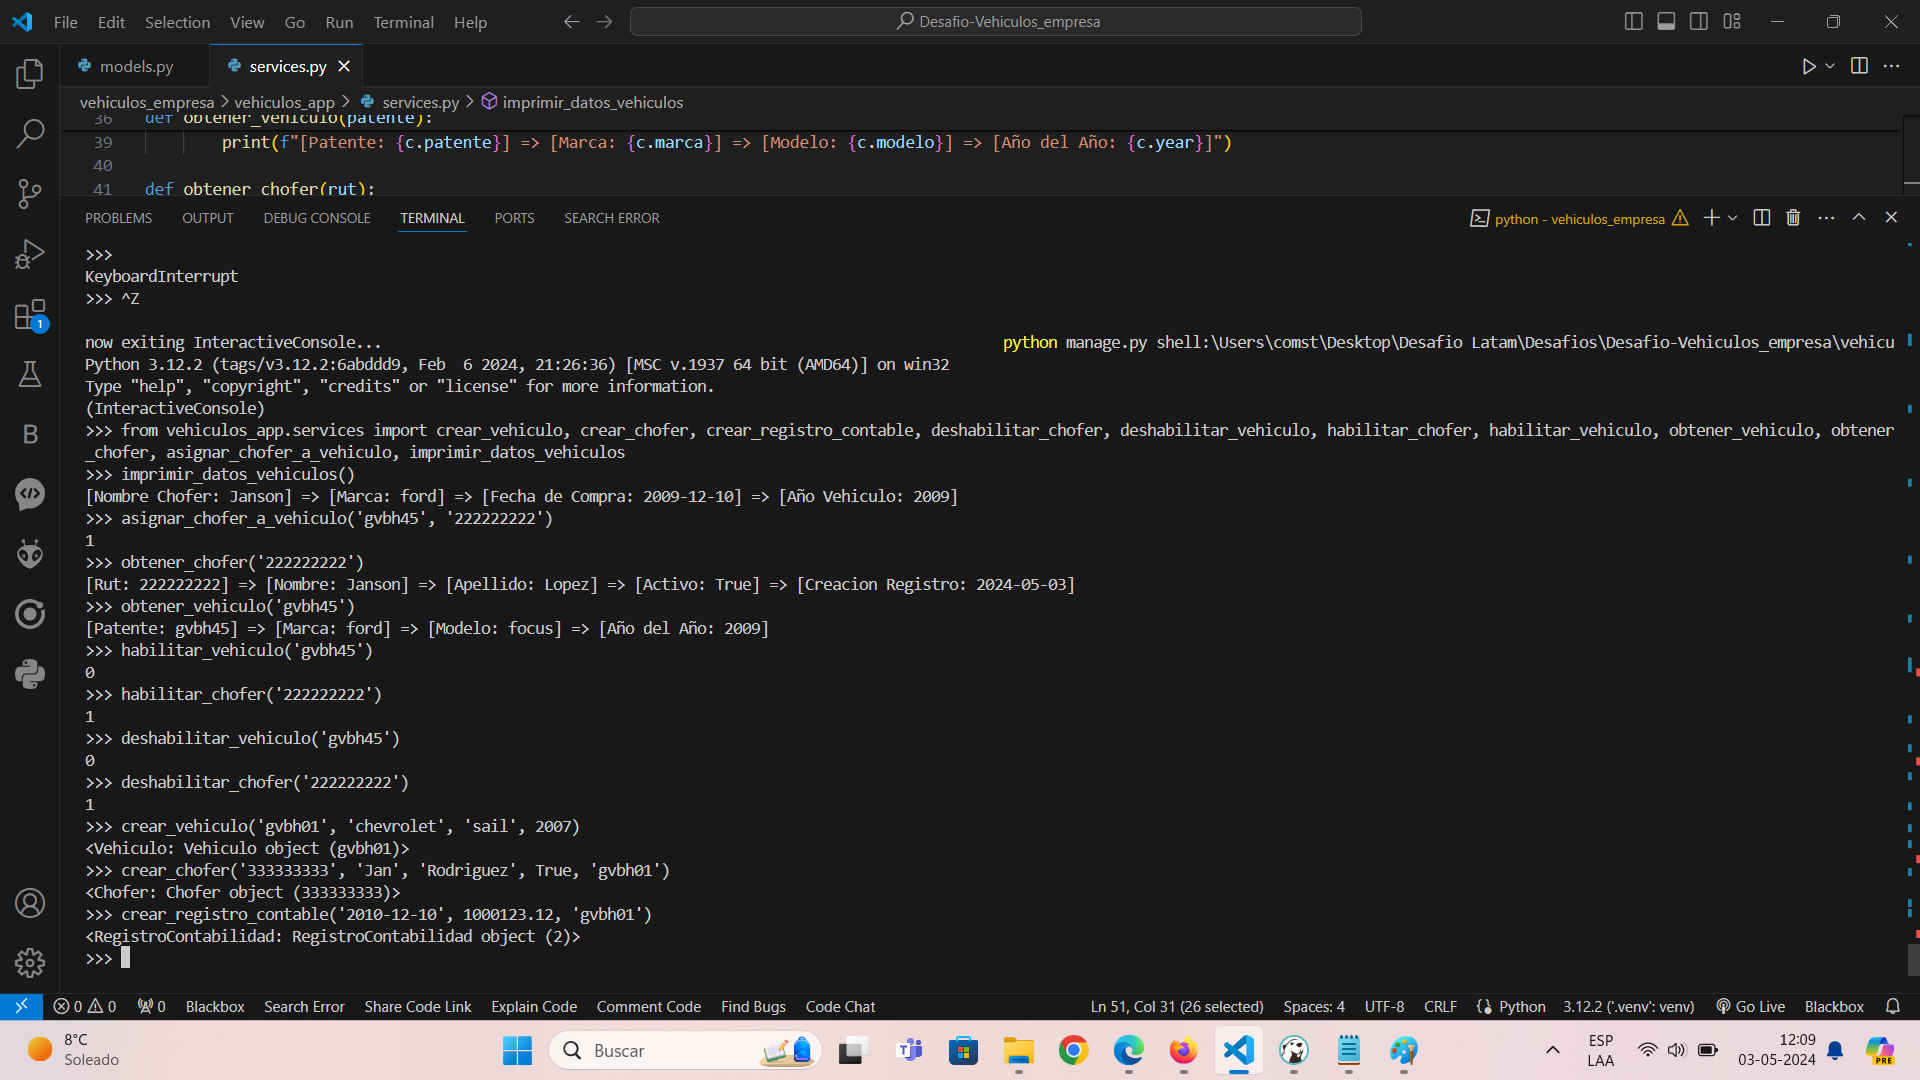 File Edit Selection View Go Run Terminal Help
Desafio-Vehiculos_empresa
models.py
services.py
vehiculos_empresa > vehiculos_app > services.py > imprimir_datos_vehiculos
36 def obtener_vehiculo(patente):
39 print(f"[Patente: {c.patente}] => [Marca: {c.marca}] => [Modelo: {c.modelo}] => [Año del Año: {c.year}]")
40
41 def obtener_chofer(rut):
PROBLEMS OUTPUT DEBUG CONSOLE TERMINAL PORTS SEARCH ERROR
python - vehiculos_empresa
>>>
KeyboardInterrupt
>>> ^Z
now exiting InteractiveConsole... python manage.py shell:\Users\comst\Desktop\Desafio Latam\Desafios\Desafio-Vehiculos_empresa\vehicu
Python 3.12.2 (tags/v3.12.2:6abddd9, Feb  6 2024, 21:26:36) [MSC v.1937 64 bit (AMD64)] on win32
Type "help", "copyright", "credits" or "license" for more information.
(InteractiveConsole)
>>> from vehiculos_app.services import crear_vehiculo, crear_chofer, crear_registro_contable, deshabilitar_chofer, deshabilitar_vehiculo, habilitar_chofer, habilitar_vehiculo, obtener_vehiculo, obtener
_chofer, asignar_chofer_a_vehiculo, imprimir_datos_vehiculos
>>> imprimir_datos_vehiculos()
[Nombre Chofer: Janson] => [Marca: ford] => [Fecha de Compra: 2009-12-10] => [Año Vehiculo: 2009]
>>> asignar_chofer_a_vehiculo('gvbh45', '222222222')
1
>>> obtener_chofer('222222222')
[Rut: 222222222] => [Nombre: Janson] => [Apellido: Lopez] => [Activo: True] => [Creacion Registro: 2024-05-03]
>>> obtener_vehiculo('gvbh45')
[Patente: gvbh45] => [Marca: ford] => [Modelo: focus] => [Año del Año: 2009]
>>> habilitar_vehiculo('gvbh45')
0
>>> habilitar_chofer('222222222')
1
>>> deshabilitar_vehiculo('gvbh45')
0
>>> deshabilitar_chofer('222222222')
1
>>> crear_vehiculo('gvbh01', 'chevrolet', 'sail', 2007)
<Vehiculo: Vehiculo object (gvbh01)>
>>> crear_chofer('333333333', 'Jan', 'Rodriguez', True, 'gvbh01')
<Chofer: Chofer object (333333333)>
>>> crear_registro_contable('2010-12-10', 1000123.12, 'gvbh01')
<RegistroContabilidad: RegistroContabilidad object (2)>
>>>
1
B
0 0 0 Blackbox Search Error Share Code Link Explain Code Comment Code Find Bugs Code Chat
Ln 51, Col 31 (26 selected) Spaces: 4 UTF-8 CRLF Python 3.12.2 ('.venv': venv) Go Live Blackbox
8°C
Soleado
Buscar
ESP
LAA
12:09
03-05-2024
PRE